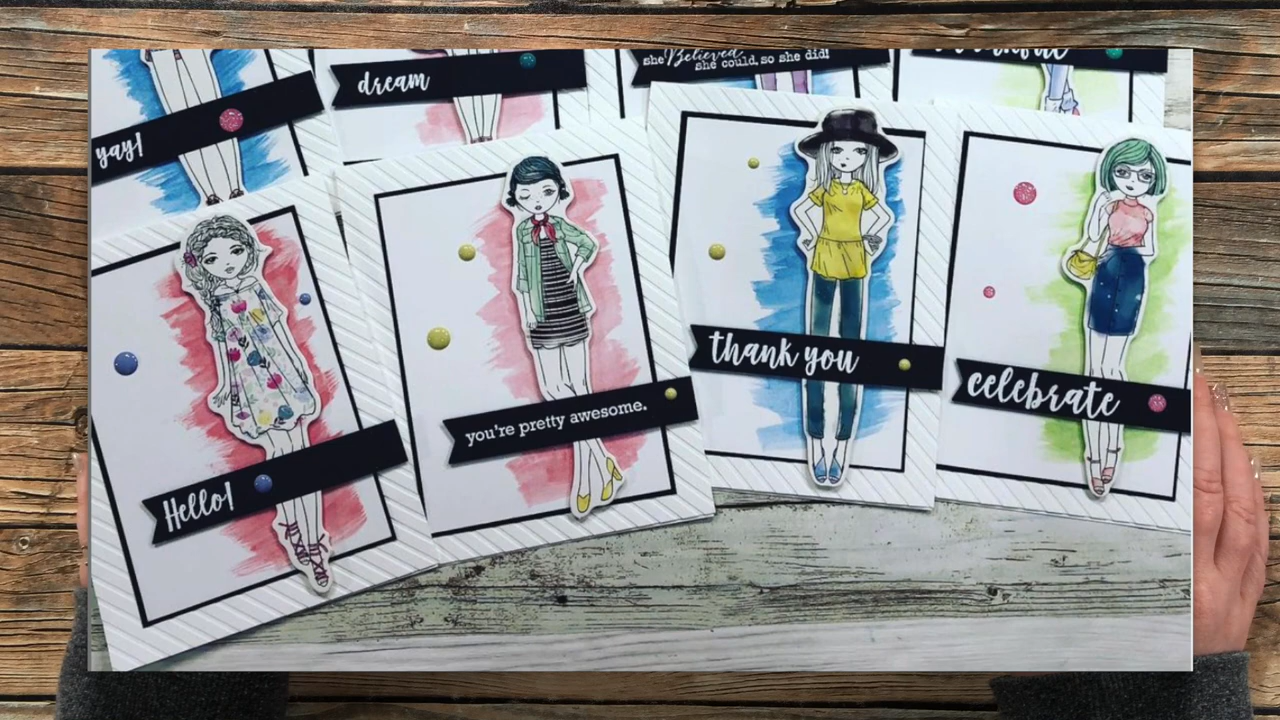 yay!
dream
she Believed
she could, so she did!
Hello!
you're pretty awesome.
thank you
celebrate